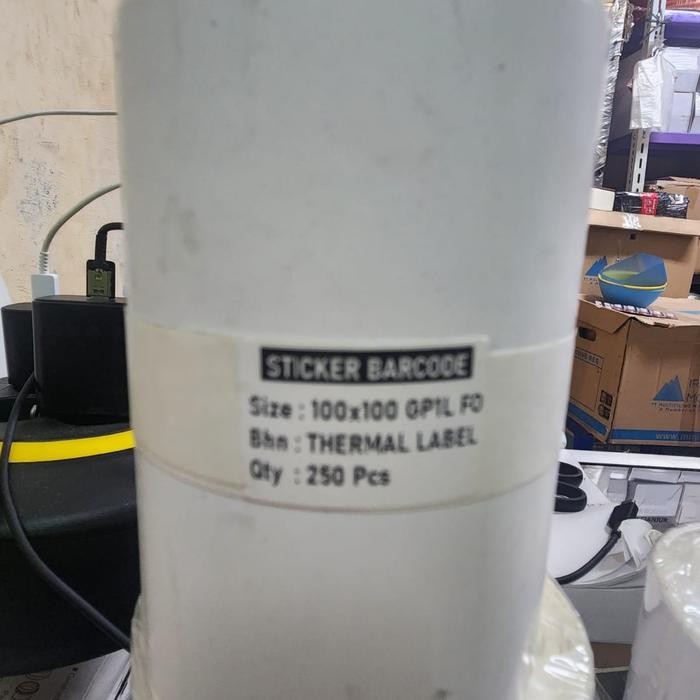 STICKER BARCODE
Size : 100x100 GP1L FO
Bhn : THERMAL LABEL
Qty : 250 Pcs